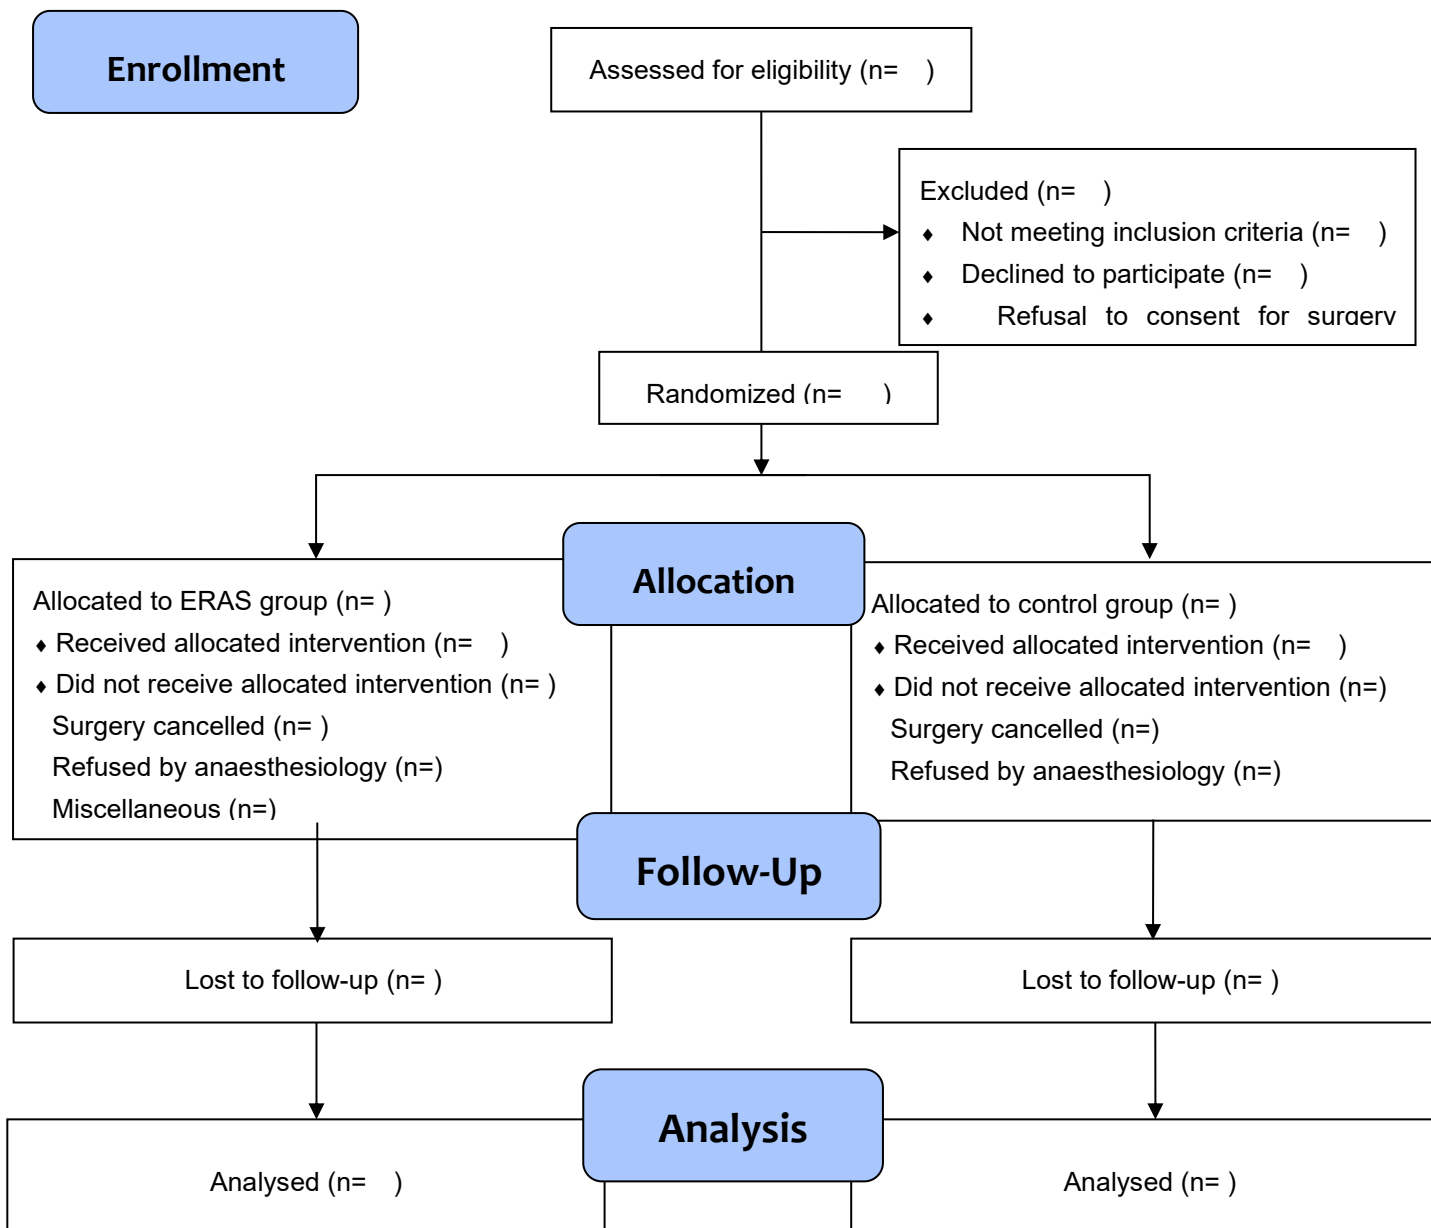 Enrollment
Assessed for eligibility (n= )
Excluded (n= )
♦ Not meeting inclusion criteria (n= )
♦ Declined to participate (n= )
♦ Refusal to consent for surgery
Randomized (n= )
Allocation
Allocated to ERAS group (n= )
♦ Received allocated intervention (n= )
♦ Did not receive allocated intervention (n= )
Surgery cancelled (n= )
Refused by anaesthesiology (n=)
Miscellaneous (n=)
Allocated to control group (n= )
♦ Received allocated intervention (n= )
♦ Did not receive allocated intervention (n=)
Surgery cancelled (n=)
Refused by anaesthesiology (n=)
Follow-Up
Lost to follow-up (n= )
Lost to follow-up (n= )
Analysis
Analysed (n= )
Analysed (n= )